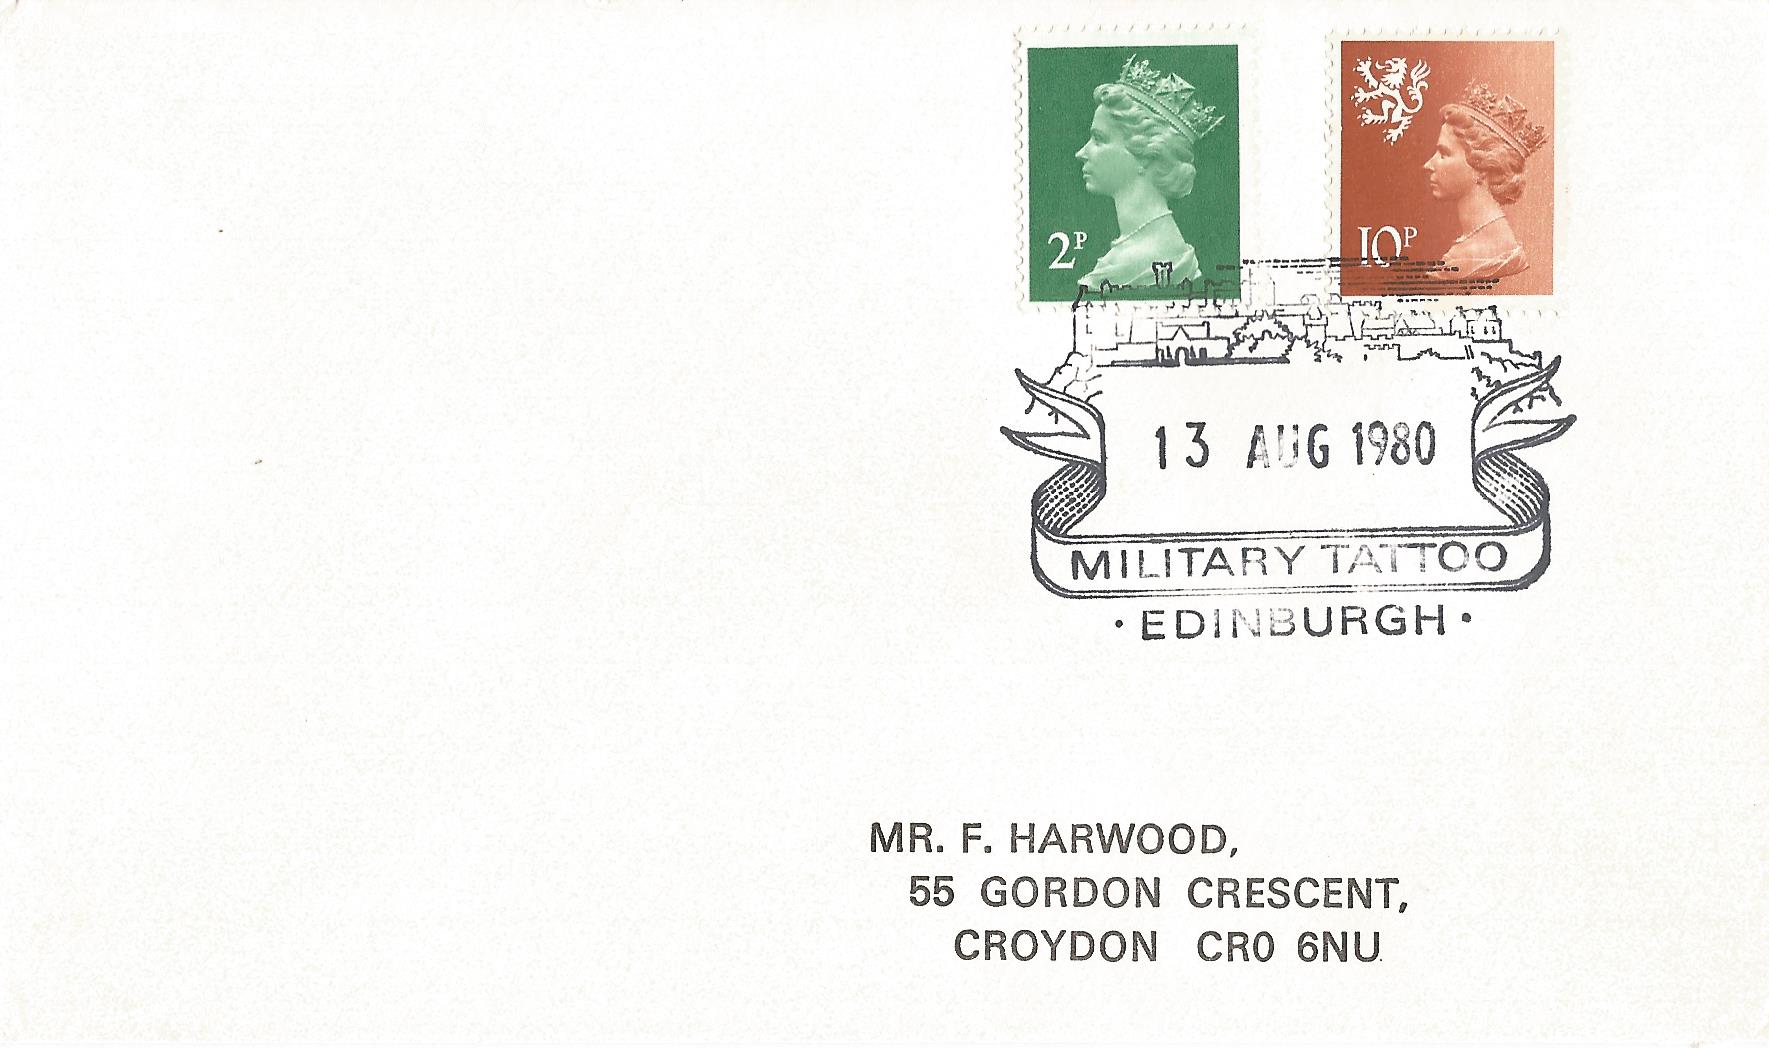 2P
10P
13 AUG 1980
MILITARY TATTOO
· EDINBURGH ·
MR. F. HARWOOD,
55 GORDON CRESCENT,
CROYDON CR0 6NU.